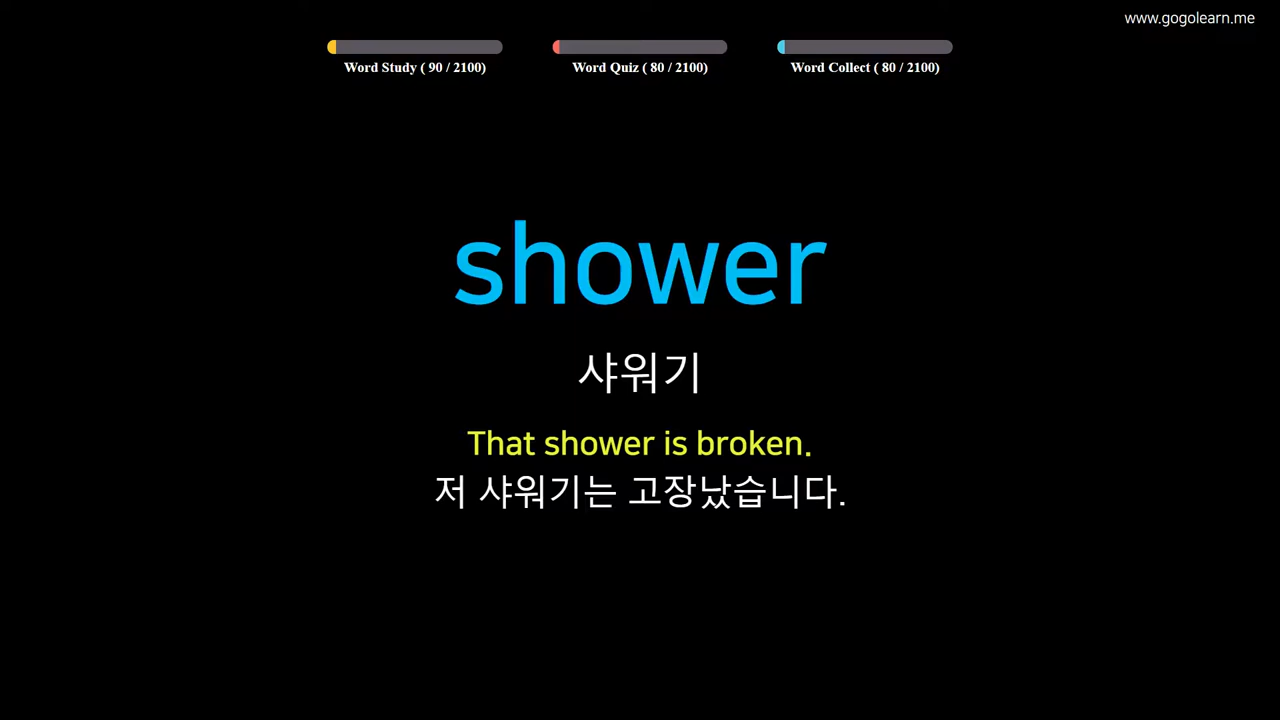 www.gogolearn.me
Word Study ( 90 / 2100)
Word Quiz ( 80 / 2100)
Word Collect ( 80 / 2100)
shower
샤워기
That shower is broken.
저 샤워기는 고장났습니다.